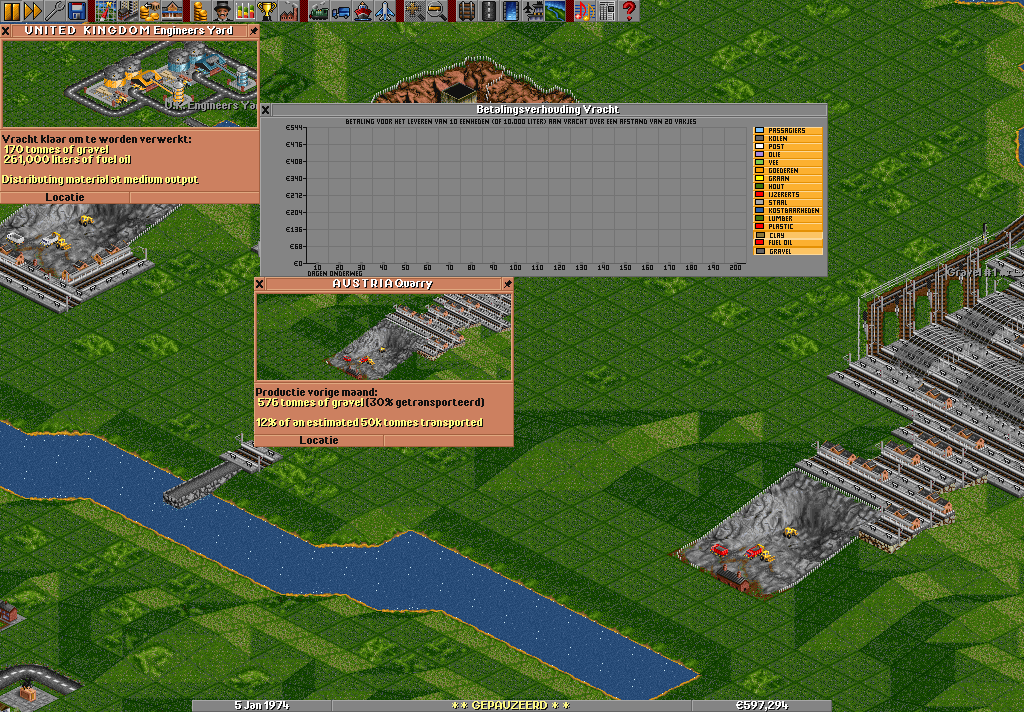 UNITED KINGDOM Engineers Yard
U.K. Engineers Ya
Vracht klaar om te worden verwerkt:
170 tonnes of gravel
261,000 liters of fuel oil
Distributing material at medium output
Locatie
Betalingsverhouding Vracht
BETALING VOOR HET LEVEREN VAN 10 EENHEDEN (OF 10.000 LITER) AAN VRACHT OVER EEN AFSTAND VAN 20 VAKJES
€544
€476
€408
€340
€272
€204
€136
€68
€0
10 20 30 40 50 60 70 80 90 100 110 120 130 140 150 160 170 180 190 200
DAGEN ONDERWEG
PASSAGIERS
KOLEN
POST
OLIE
VEE
GOEDEREN
GRAAN
HOUT
IJZERERTS
STAAL
KOSTBAARHEDEN
LUMBER
PLASTIC
CLAY
FUEL OIL
GRAVEL
AUSTRIA Quarry
Productie vorige maand:
576 tonnes of gravel (30% getransporteerd)
12% of an estimated 50k tonnes transported
Locatie
Gravel #1
5 Jan 1974
** GEPAUZEERD **
€597,294